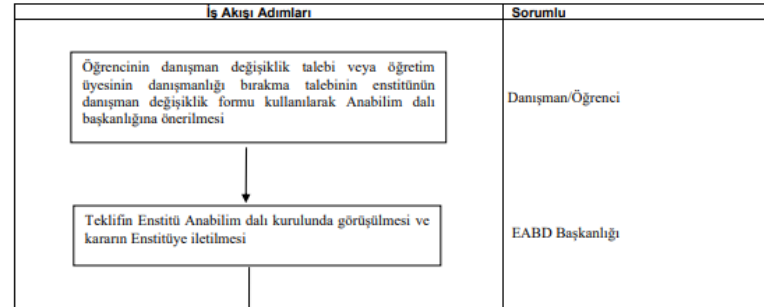 İş Akışı Adımları
Sorumlu
Öğrencinin danışman değişiklik talebi veya öğretim
üyesinin danışmanlığı bırakma talebinin enstitünün
danışman değişiklik formu kullanılarak Anabilim dalı
başkanlığına önerilmesi
Danışman/Öğrenci
Teklifin Enstitü Anabilim dalı kurulunda görüşülmesi ve
kararın Enstitüye iletilmesi
EABD Başkanlığı